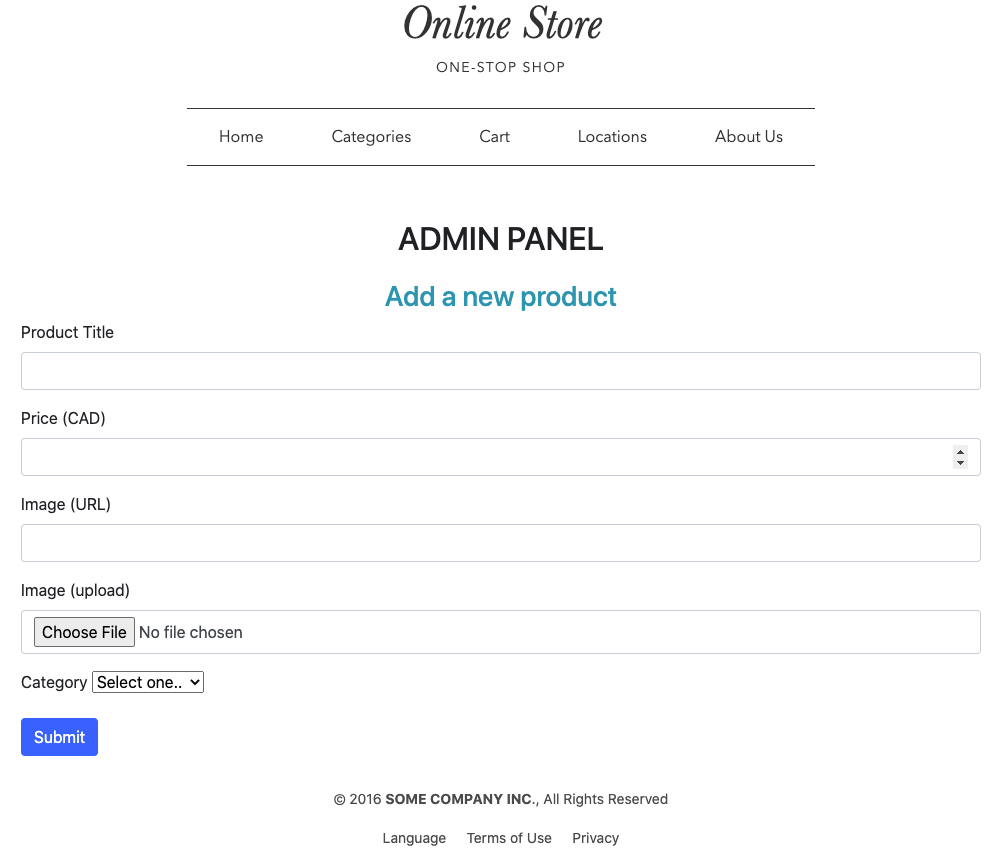 Online Store
ONE-STOP SHOP
Home Categories Cart Locations About Us
ADMIN PANEL
Add a new product
Product Title
Price (CAD)
Image (URL)
Image (upload)
Choose File No file chosen
Category Select one..
Submit
© 2016 SOME COMPANY INC., All Rights Reserved
Language Terms of Use Privacy